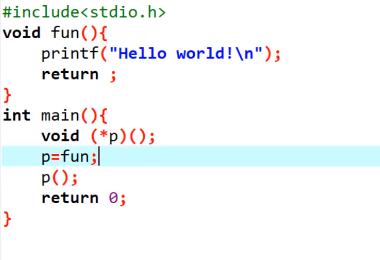 #include<stdio.h>
void fun(){
    printf("Hello world!\n");
    return ;
}
int main(){
    void (*p)();
    p=fun;
    p();
    return 0;
}